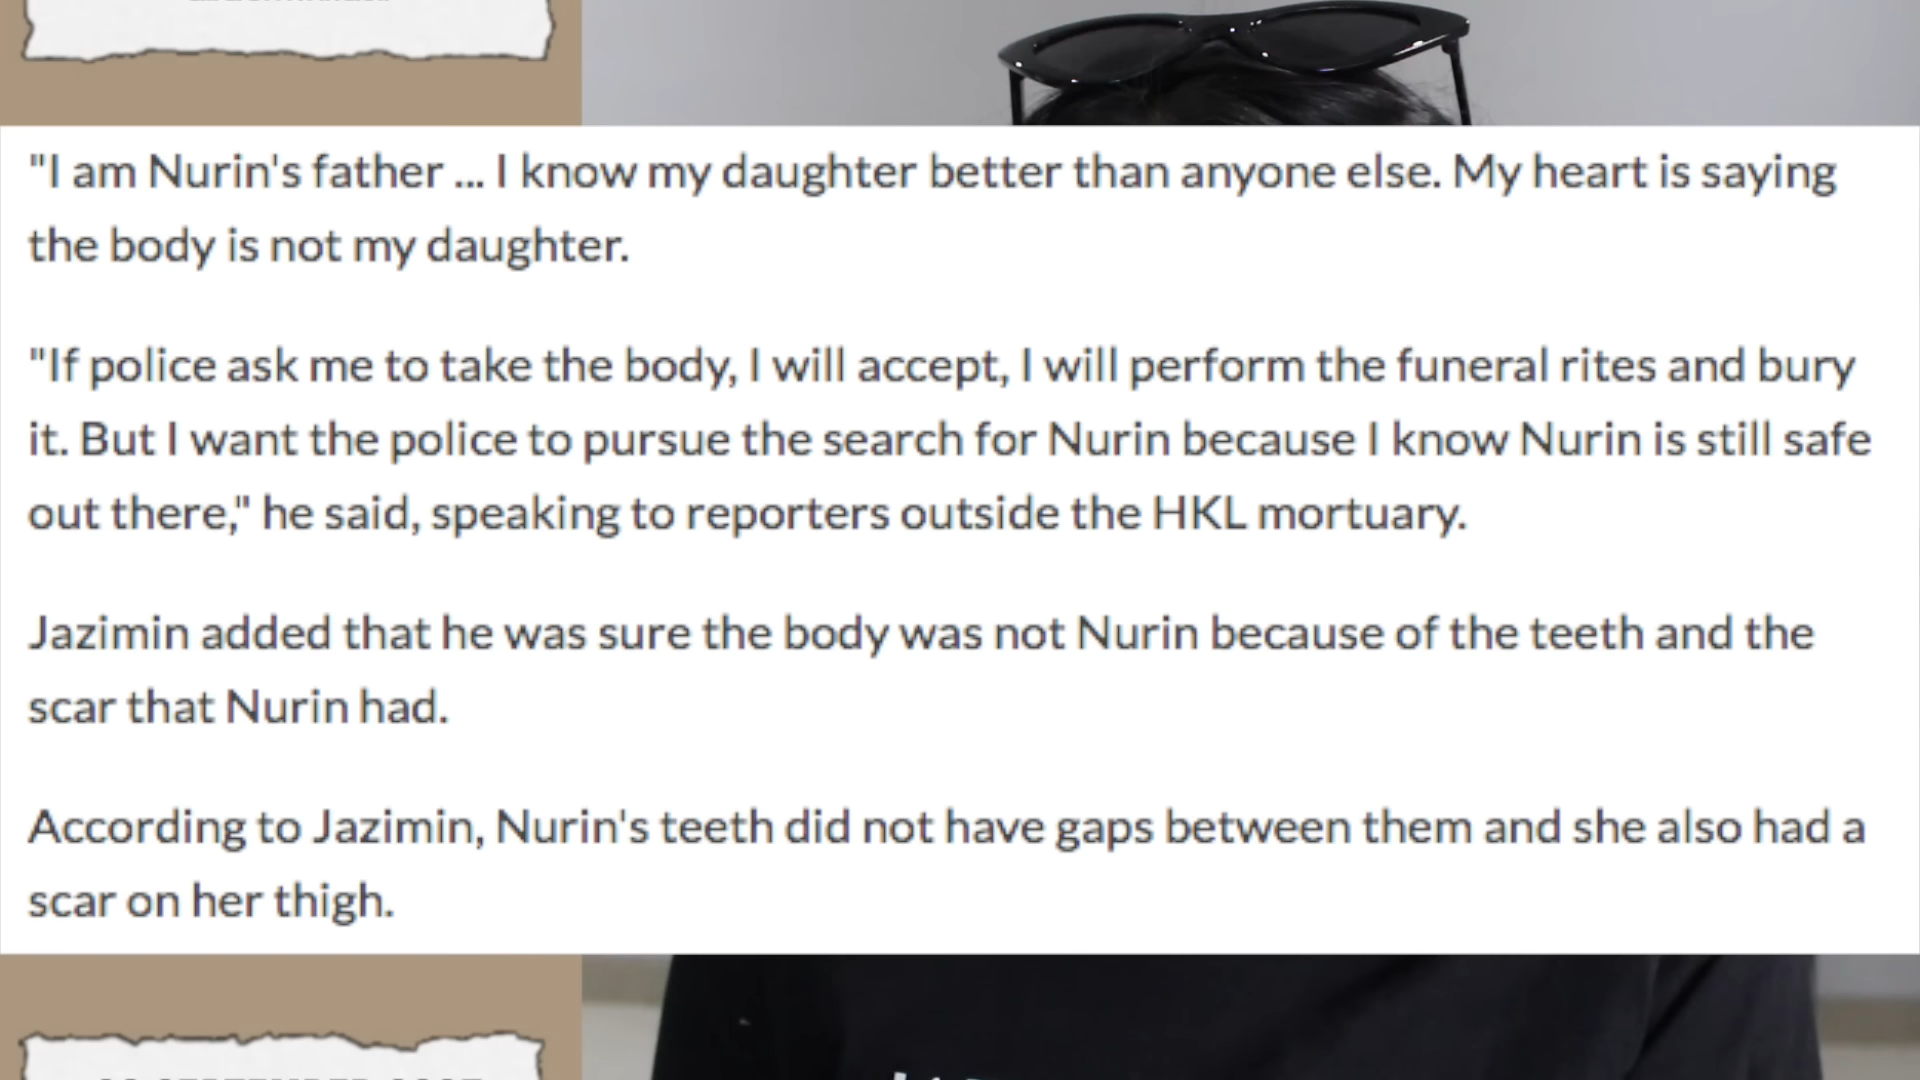 "I am Nurin's father ... I know my daughter better than anyone else. My heart is saying
the body is not my daughter.
"If police ask me to take the body, I will accept, I will perform the funeral rites and bury
it. But I want the police to pursue the search for Nurin because I know Nurin is still safe
out there," he said, speaking to reporters outside the HKL mortuary.
Jazimin added that he was sure the body was not Nurin because of the teeth and the
scar that Nurin had.
According to Jazimin, Nurin's teeth did not have gaps between them and she also had a
scar on her thigh.